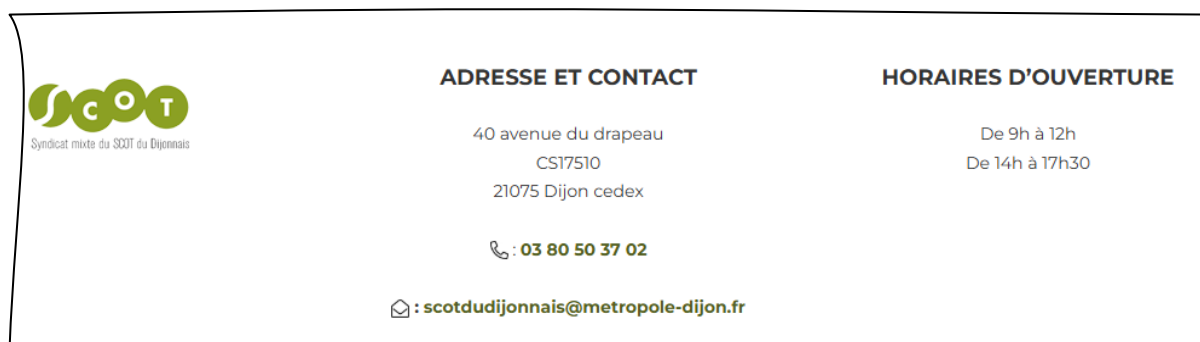 SCOT
Syndicat mixte du SCOT du Dijonnais
ADRESSE ET CONTACT
40 avenue du drapeau
CS17510
21075 Dijon cedex
: 03 80 50 37 02
: scotdudijonnais@metropole-dijon.fr
HORAIRES D’OUVERTURE
De 9h à 12h
De 14h à 17h30